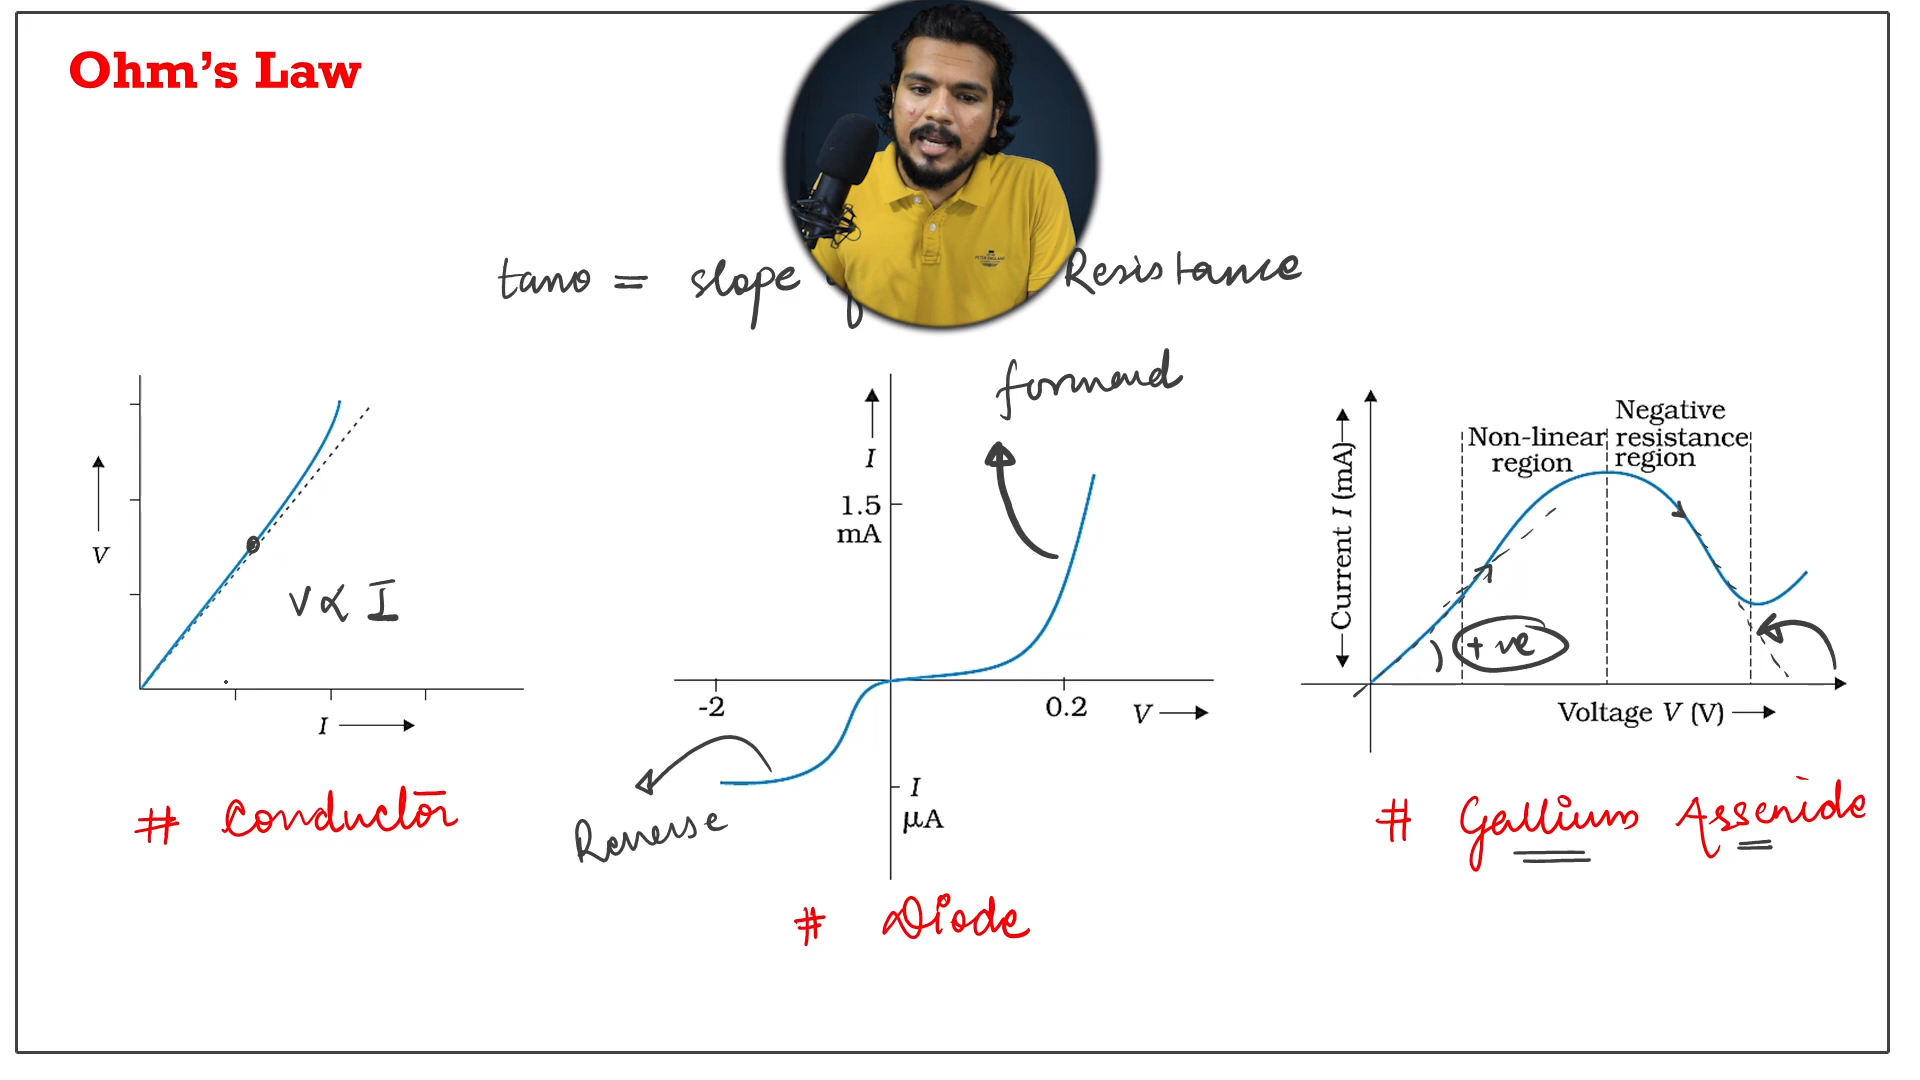 Ohm's Law
tanθ = slope Resistance
V
V ∝ I
I
# Conductor
forward
I
1.5
mA
-2
0.2
V
Reverse
I
μA
# Diode
Negative
Non-linear resistance
region region
Current I (mA)
+ve
Voltage V (V)
# Gallium Assenide